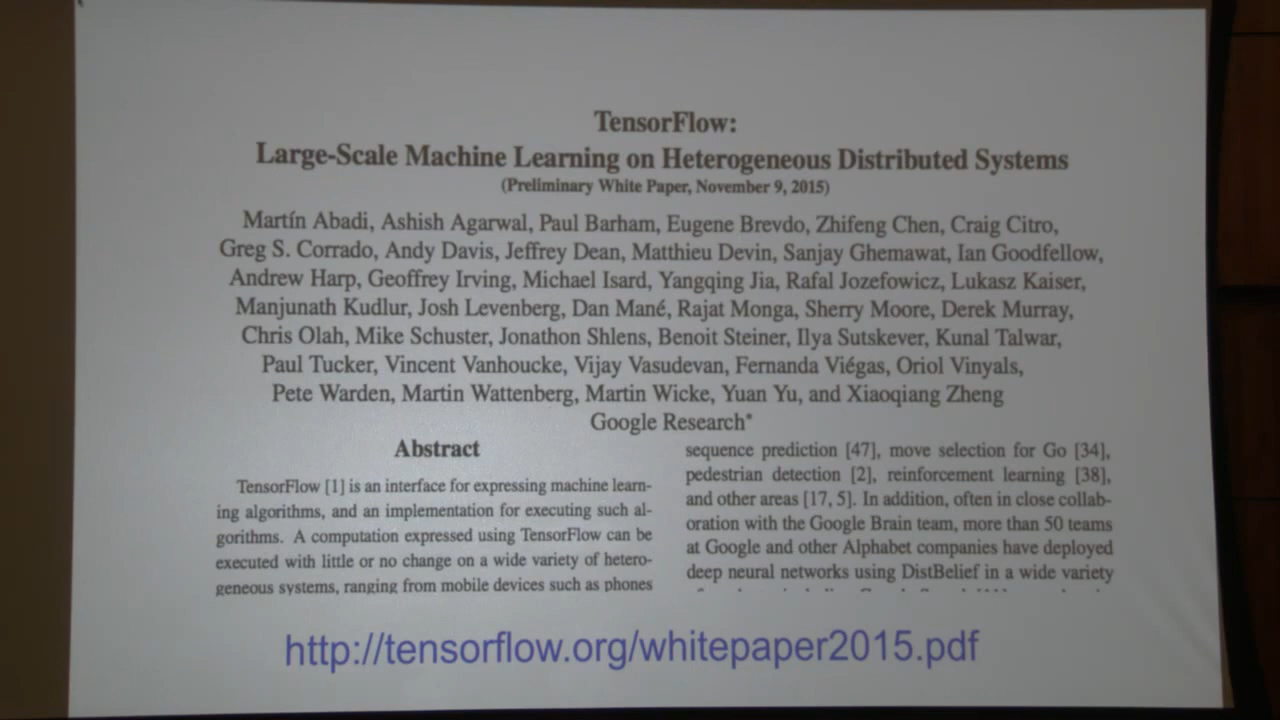 TensorFlow:
Large-Scale Machine Learning on Heterogeneous Distributed Systems
(Preliminary White Paper, November 9, 2015)
Martín Abadi, Ashish Agarwal, Paul Barham, Eugene Brevdo, Zhifeng Chen, Craig Citro,
Greg S. Corrado, Andy Davis, Jeffrey Dean, Matthieu Devin, Sanjay Ghemawat, Ian Goodfellow,
Andrew Harp, Geoffrey Irving, Michael Isard, Yangqing Jia, Rafal Jozefowicz, Lukasz Kaiser,
Manjunath Kudlur, Josh Levenberg, Dan Mané, Rajat Monga, Sherry Moore, Derek Murray,
Chris Olah, Mike Schuster, Jonathon Shlens, Benoit Steiner, Ilya Sutskever, Kunal Talwar,
Paul Tucker, Vincent Vanhoucke, Vijay Vasudevan, Fernanda Viégas, Oriol Vinyals,
Pete Warden, Martin Wattenberg, Martin Wicke, Yuan Yu, and Xiaoqiang Zheng
Google Research*
Abstract
TensorFlow [1] is an interface for expressing machine learn-
ing algorithms, and an implementation for executing such al-
gorithms. A computation expressed using TensorFlow can be
executed with little or no change on a wide variety of hetero-
geneous systems, ranging from mobile devices such as phones
sequence prediction [47], move selection for Go [34],
pedestrian detection [2], reinforcement learning [38],
and other areas [17, 5]. In addition, often in close collab-
oration with the Google Brain team, more than 50 teams
at Google and other Alphabet companies have deployed
deep neural networks using DistBelief in a wide variety
http://tensorflow.org/whitepaper2015.pdf